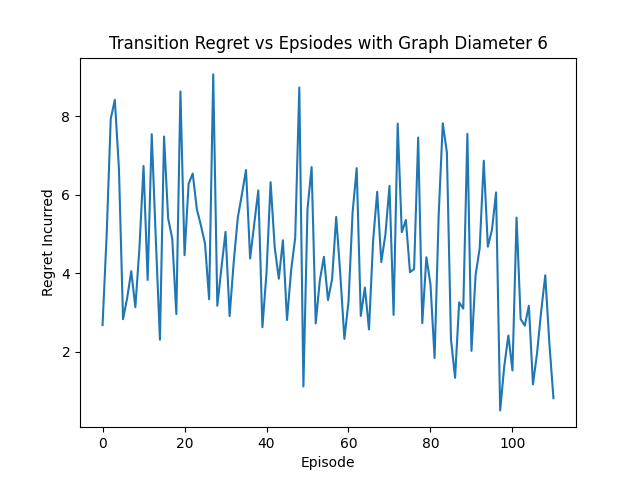 Transition Regret vs Epsiodes with Graph Diameter 6
8
6
4
2
Regret Incurred
0 20 40 60 80 100
Episode